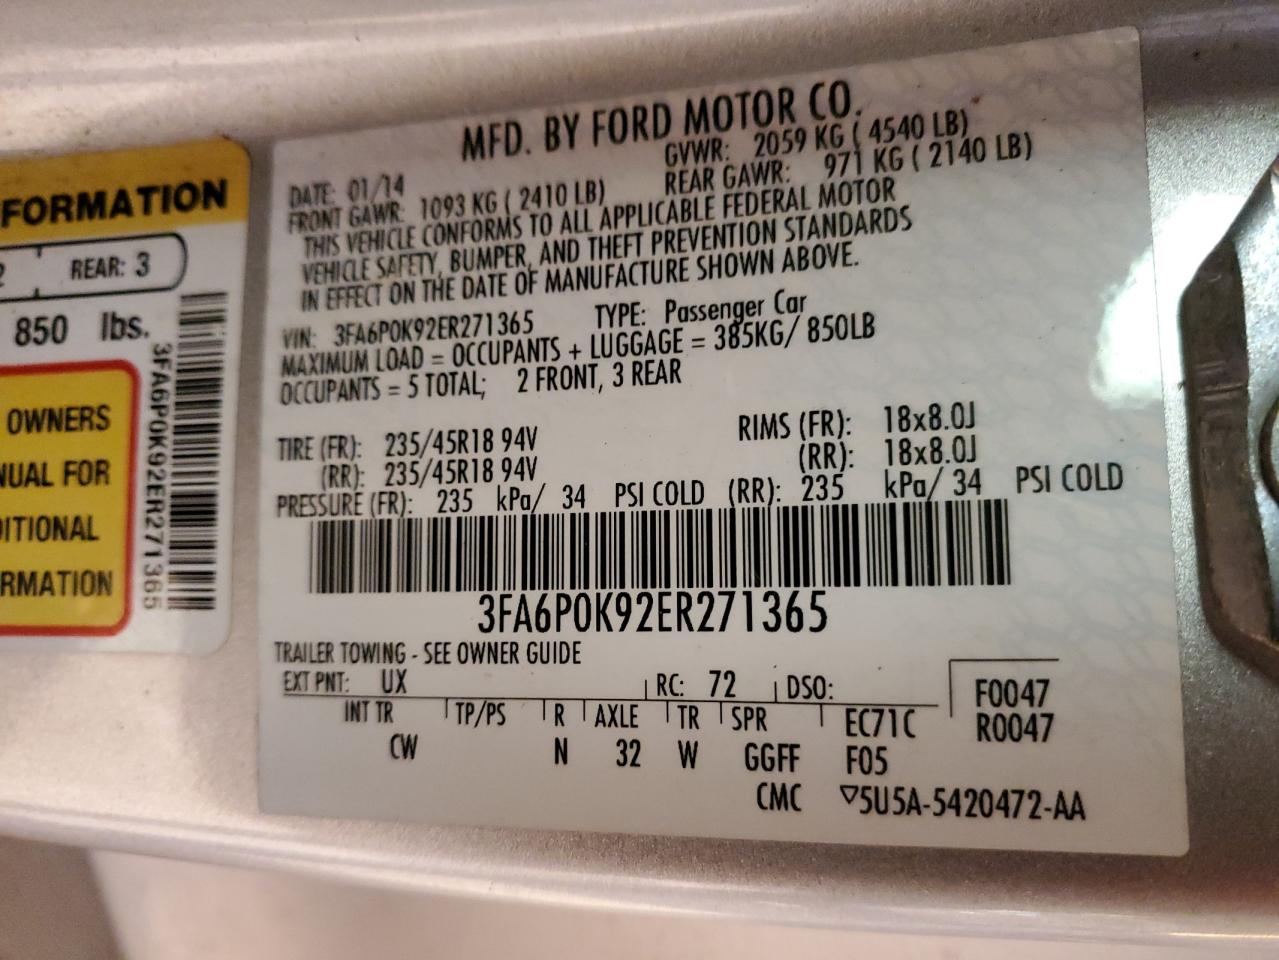 FORMATION
REAR: 3
850 lbs.
OWNERS
NUAL FOR
DITIONAL
RMATION
3FA6P0K92ER271365
MFD. BY FORD MOTOR CO.
DATE: 01/14 GVWR: 2059 KG ( 4540 LB)
FRONT GAWR: 1093 KG ( 2410 LB) REAR GAWR: 971 KG ( 2140 LB)
THIS VEHICLE CONFORMS TO ALL APPLICABLE FEDERAL MOTOR
VEHICLE SAFETY, BUMPER, AND THEFT PREVENTION STANDARDS
IN EFFECT ON THE DATE OF MANUFACTURE SHOWN ABOVE.
VIN: 3FA6P0K92ER271365 TYPE: Passenger Car
MAXIMUM LOAD = OCCUPANTS + LUGGAGE = 385KG/ 850LB
OCCUPANTS = 5 TOTAL; 2 FRONT, 3 REAR
TIRE (FR): 235/45R18 94V RIMS (FR): 18x8.0J
(RR): 235/45R18 94V (RR): 18x8.0J
PRESSURE (FR): 235 kPa/ 34 PSI COLD (RR): 235 kPa/ 34 PSI COLD
3FA6P0K92ER271365
TRAILER TOWING - SEE OWNER GUIDE
EXT PNT: UX RC: 72 DSO: F0047
INT TR TP/PS R AXLE TR SPR EC71C R0047
CW N 32 W GGFF F05
CMC ▽5U5A-5420472-AA